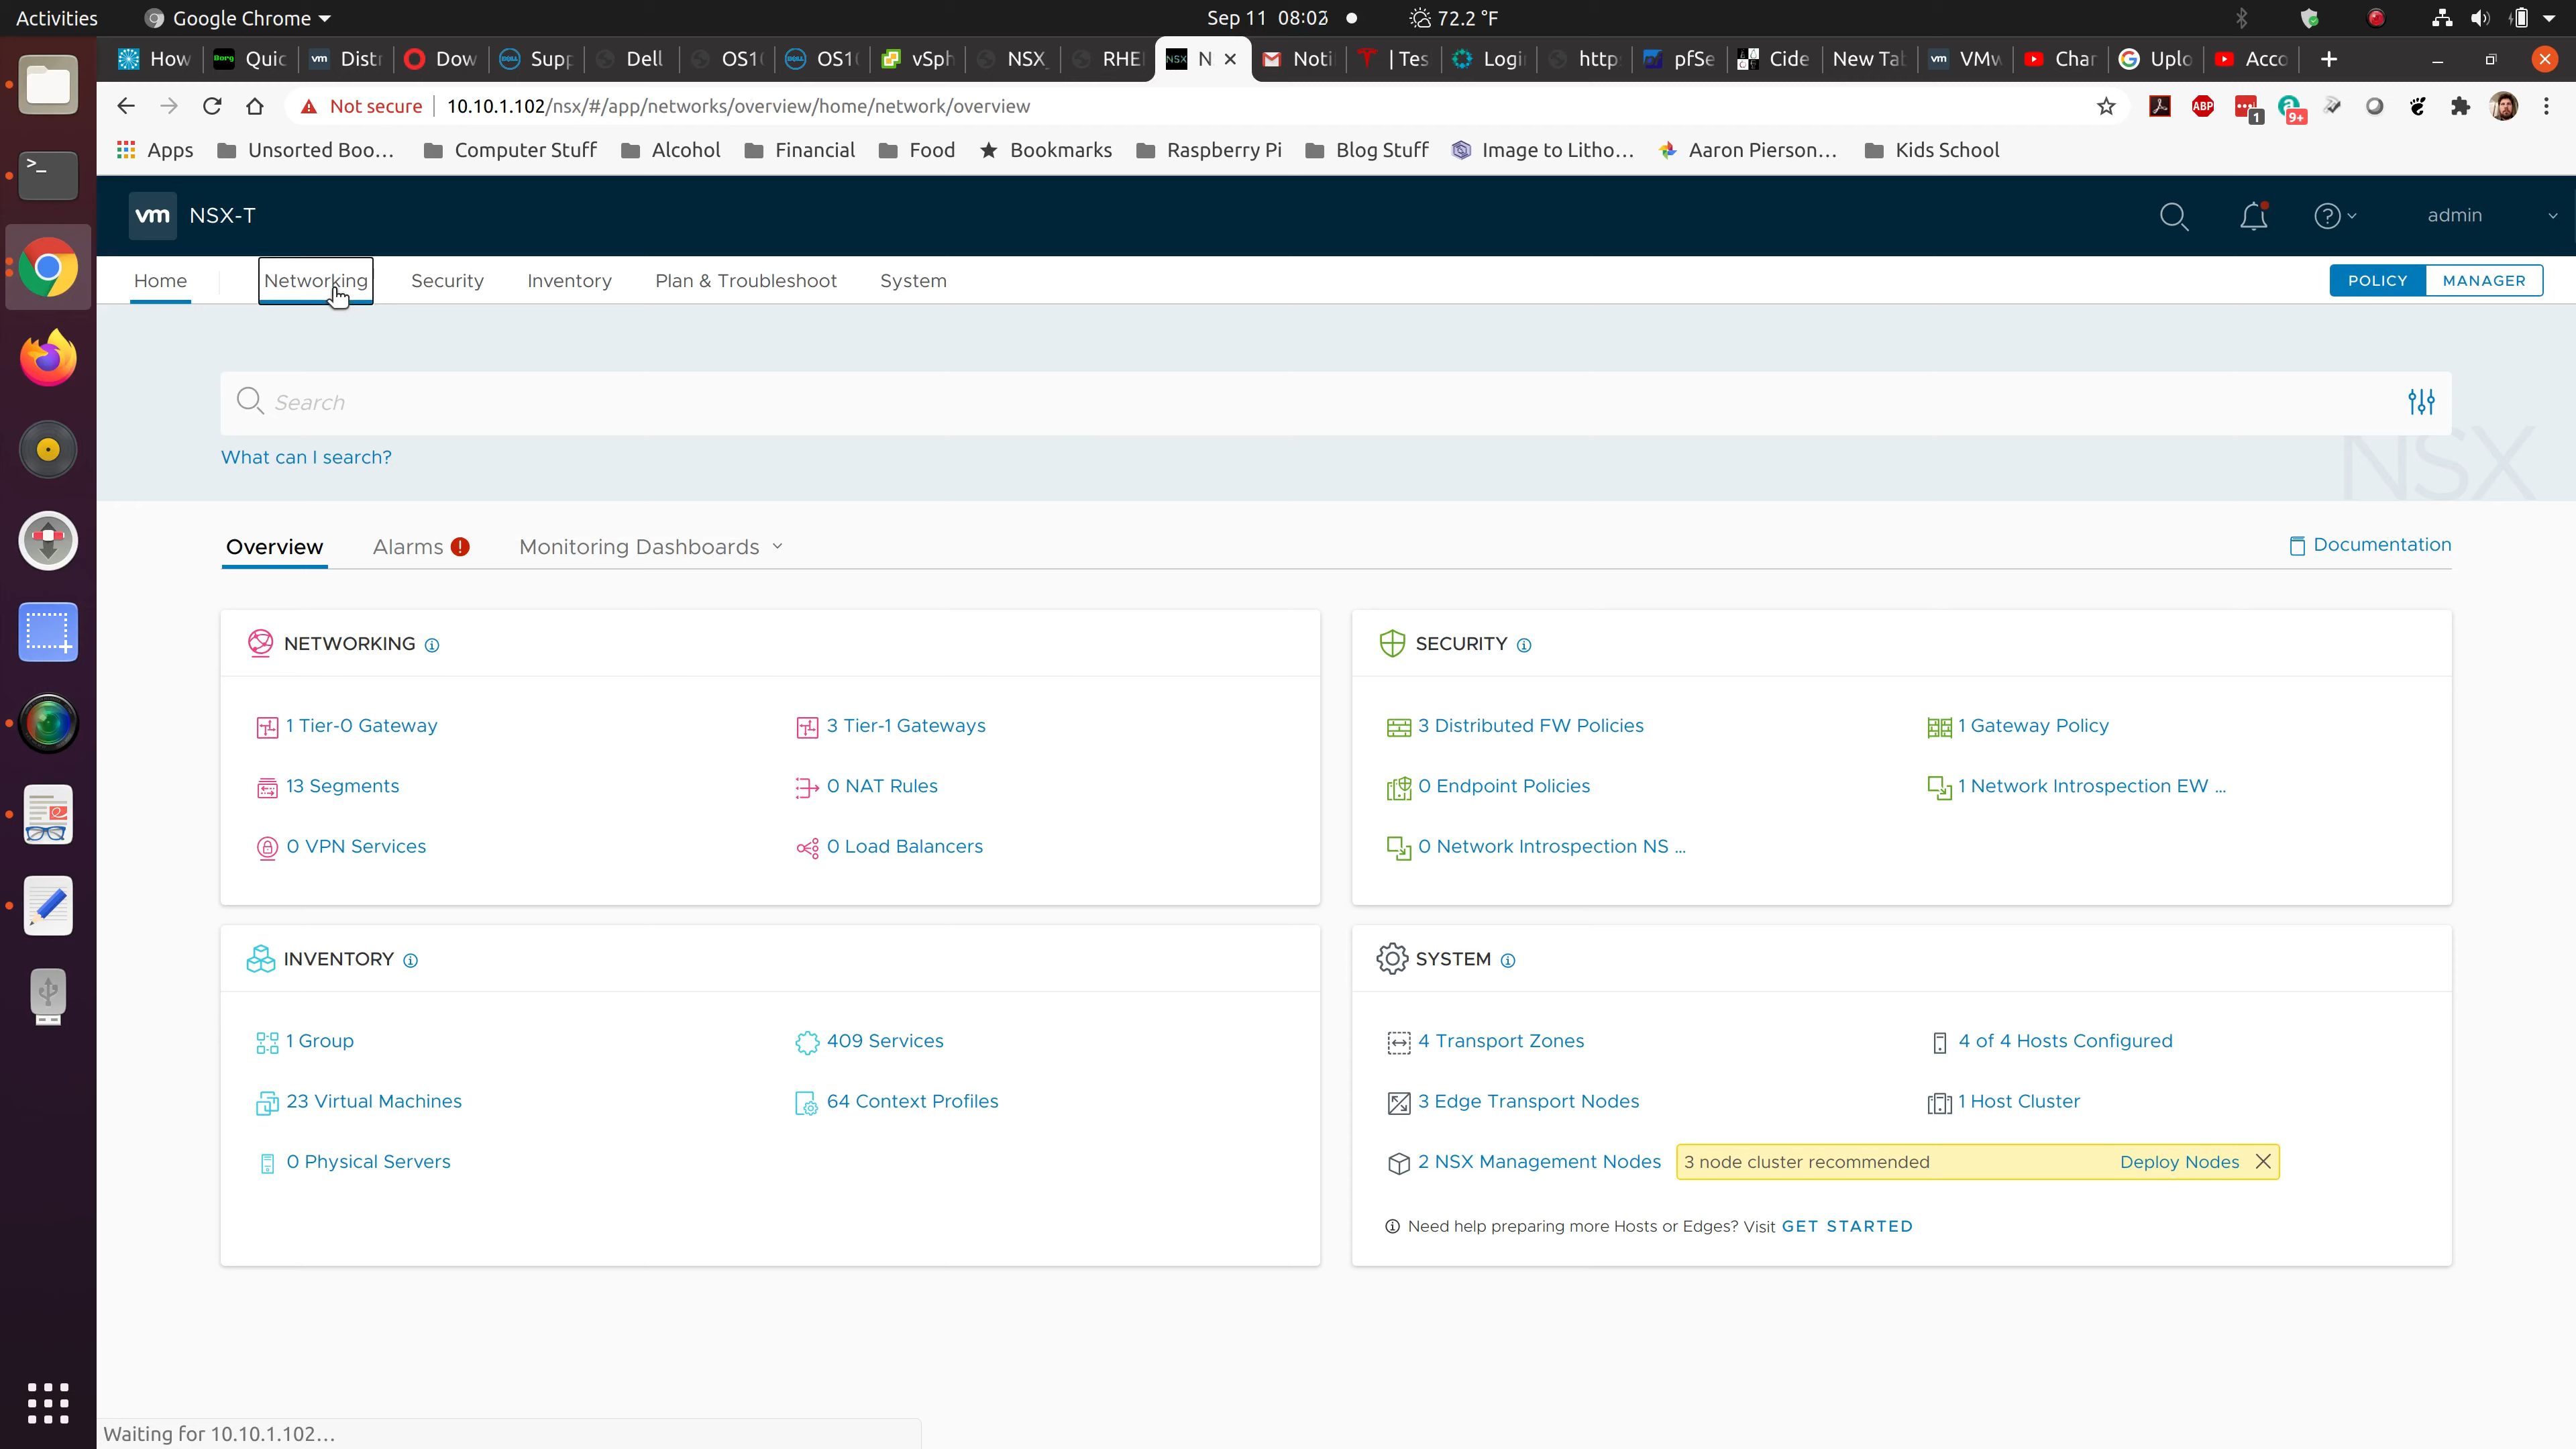 Activities Google Chrome Sep 11 08:02 72.2 °F
How Quic Distr Dow Supp Dell OS1 OS1 vSph NSX RHE N Noti | Tes Logi http pfSe Cide New Tab VMw Char Uplo Acco
Not secure 10.10.1.102/nsx/#/app/networks/overview/home/network/overview ABP 1 9+
Apps Unsorted Boo... Computer Stuff Alcohol Financial Food Bookmarks Raspberry Pi Blog Stuff Image to Litho... Aaron Pierson... Kids School
vm NSX-T admin
Home Networking Security Inventory Plan & Troubleshoot System POLICY MANAGER
Search
What can I search?
NSX
Overview Alarms Monitoring Dashboards Documentation
NETWORKING
1 Tier-0 Gateway 3 Tier-1 Gateways
13 Segments 0 NAT Rules
0 VPN Services 0 Load Balancers
SECURITY
3 Distributed FW Policies 1 Gateway Policy
0 Endpoint Policies 1 Network Introspection EW ...
0 Network Introspection NS ...
INVENTORY
1 Group 409 Services
23 Virtual Machines 64 Context Profiles
0 Physical Servers
SYSTEM
4 Transport Zones 4 of 4 Hosts Configured
3 Edge Transport Nodes 1 Host Cluster
2 NSX Management Nodes 3 node cluster recommended Deploy Nodes
Need help preparing more Hosts or Edges? Visit GET STARTED
Waiting for 10.10.1.102...